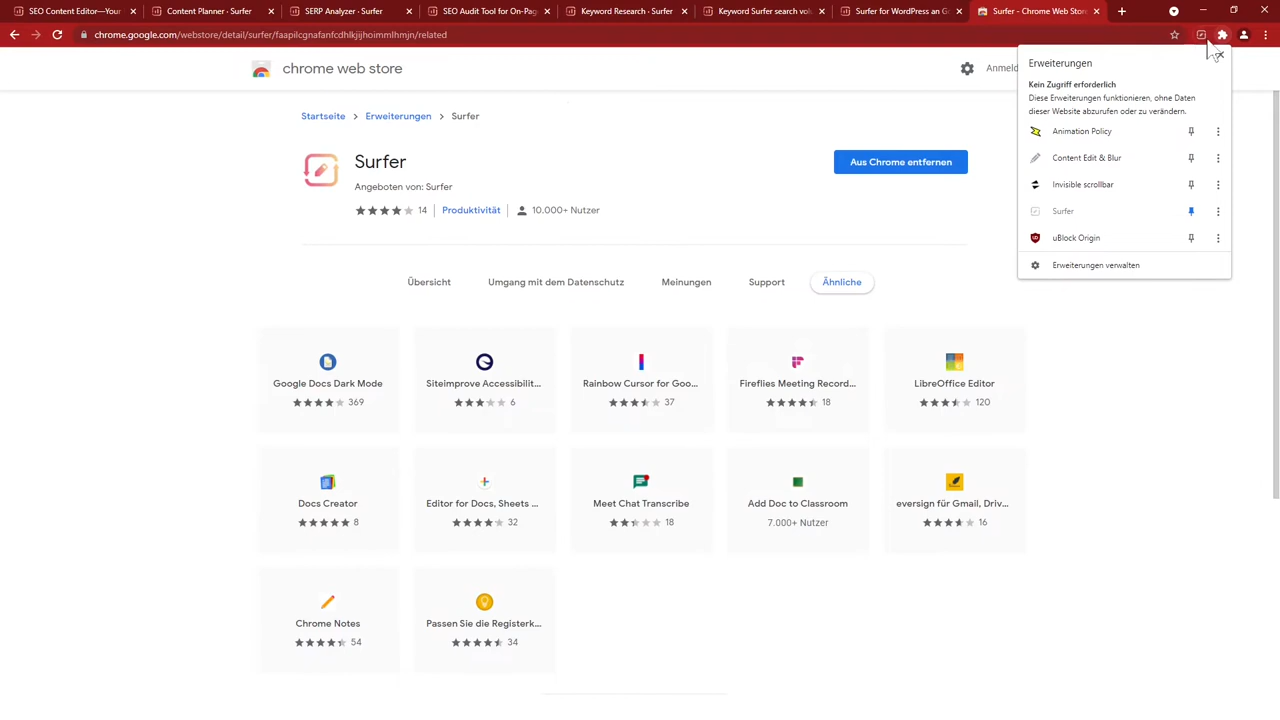 SEO Content Editor—Your
Content Planner · Surfer
SERP Analyzer · Surfer
SEO Audit Tool for On-Page
Keyword Research · Surfer
Keyword Surfer search volu
Surfer for WordPress an Go
Surfer - Chrome Web Store
chrome.google.com/webstore/detail/surfer/faapilcgnafanfcdhlkjijhoimmlhmjn/related
chrome web store
Anmeld
Erweiterungen
Kein Zugriff erforderlich
Diese Erweiterungen funktionieren, ohne Daten
dieser Website abzurufen oder zu verändern.
Animation Policy
Content Edit & Blur
Invisible scrollbar
Surfer
uBlock Origin
Erweiterungen verwalten
Startseite > Erweiterungen > Surfer
Surfer
Aus Chrome entfernen
Angeboten von: Surfer
14 Produktivität 10.000+ Nutzer
Übersicht Umgang mit dem Datenschutz Meinungen Support Ähnliche
Google Docs Dark Mode
369
Siteimprove Accessibilit...
6
Rainbow Cursor for Goo...
37
Fireflies Meeting Record...
18
LibreOffice Editor
120
Docs Creator
8
Editor for Docs, Sheets ...
32
Meet Chat Transcribe
18
Add Doc to Classroom
7.000+ Nutzer
eversign für Gmail, Driv...
16
Chrome Notes
54
Passen Sie die Registerk...
34